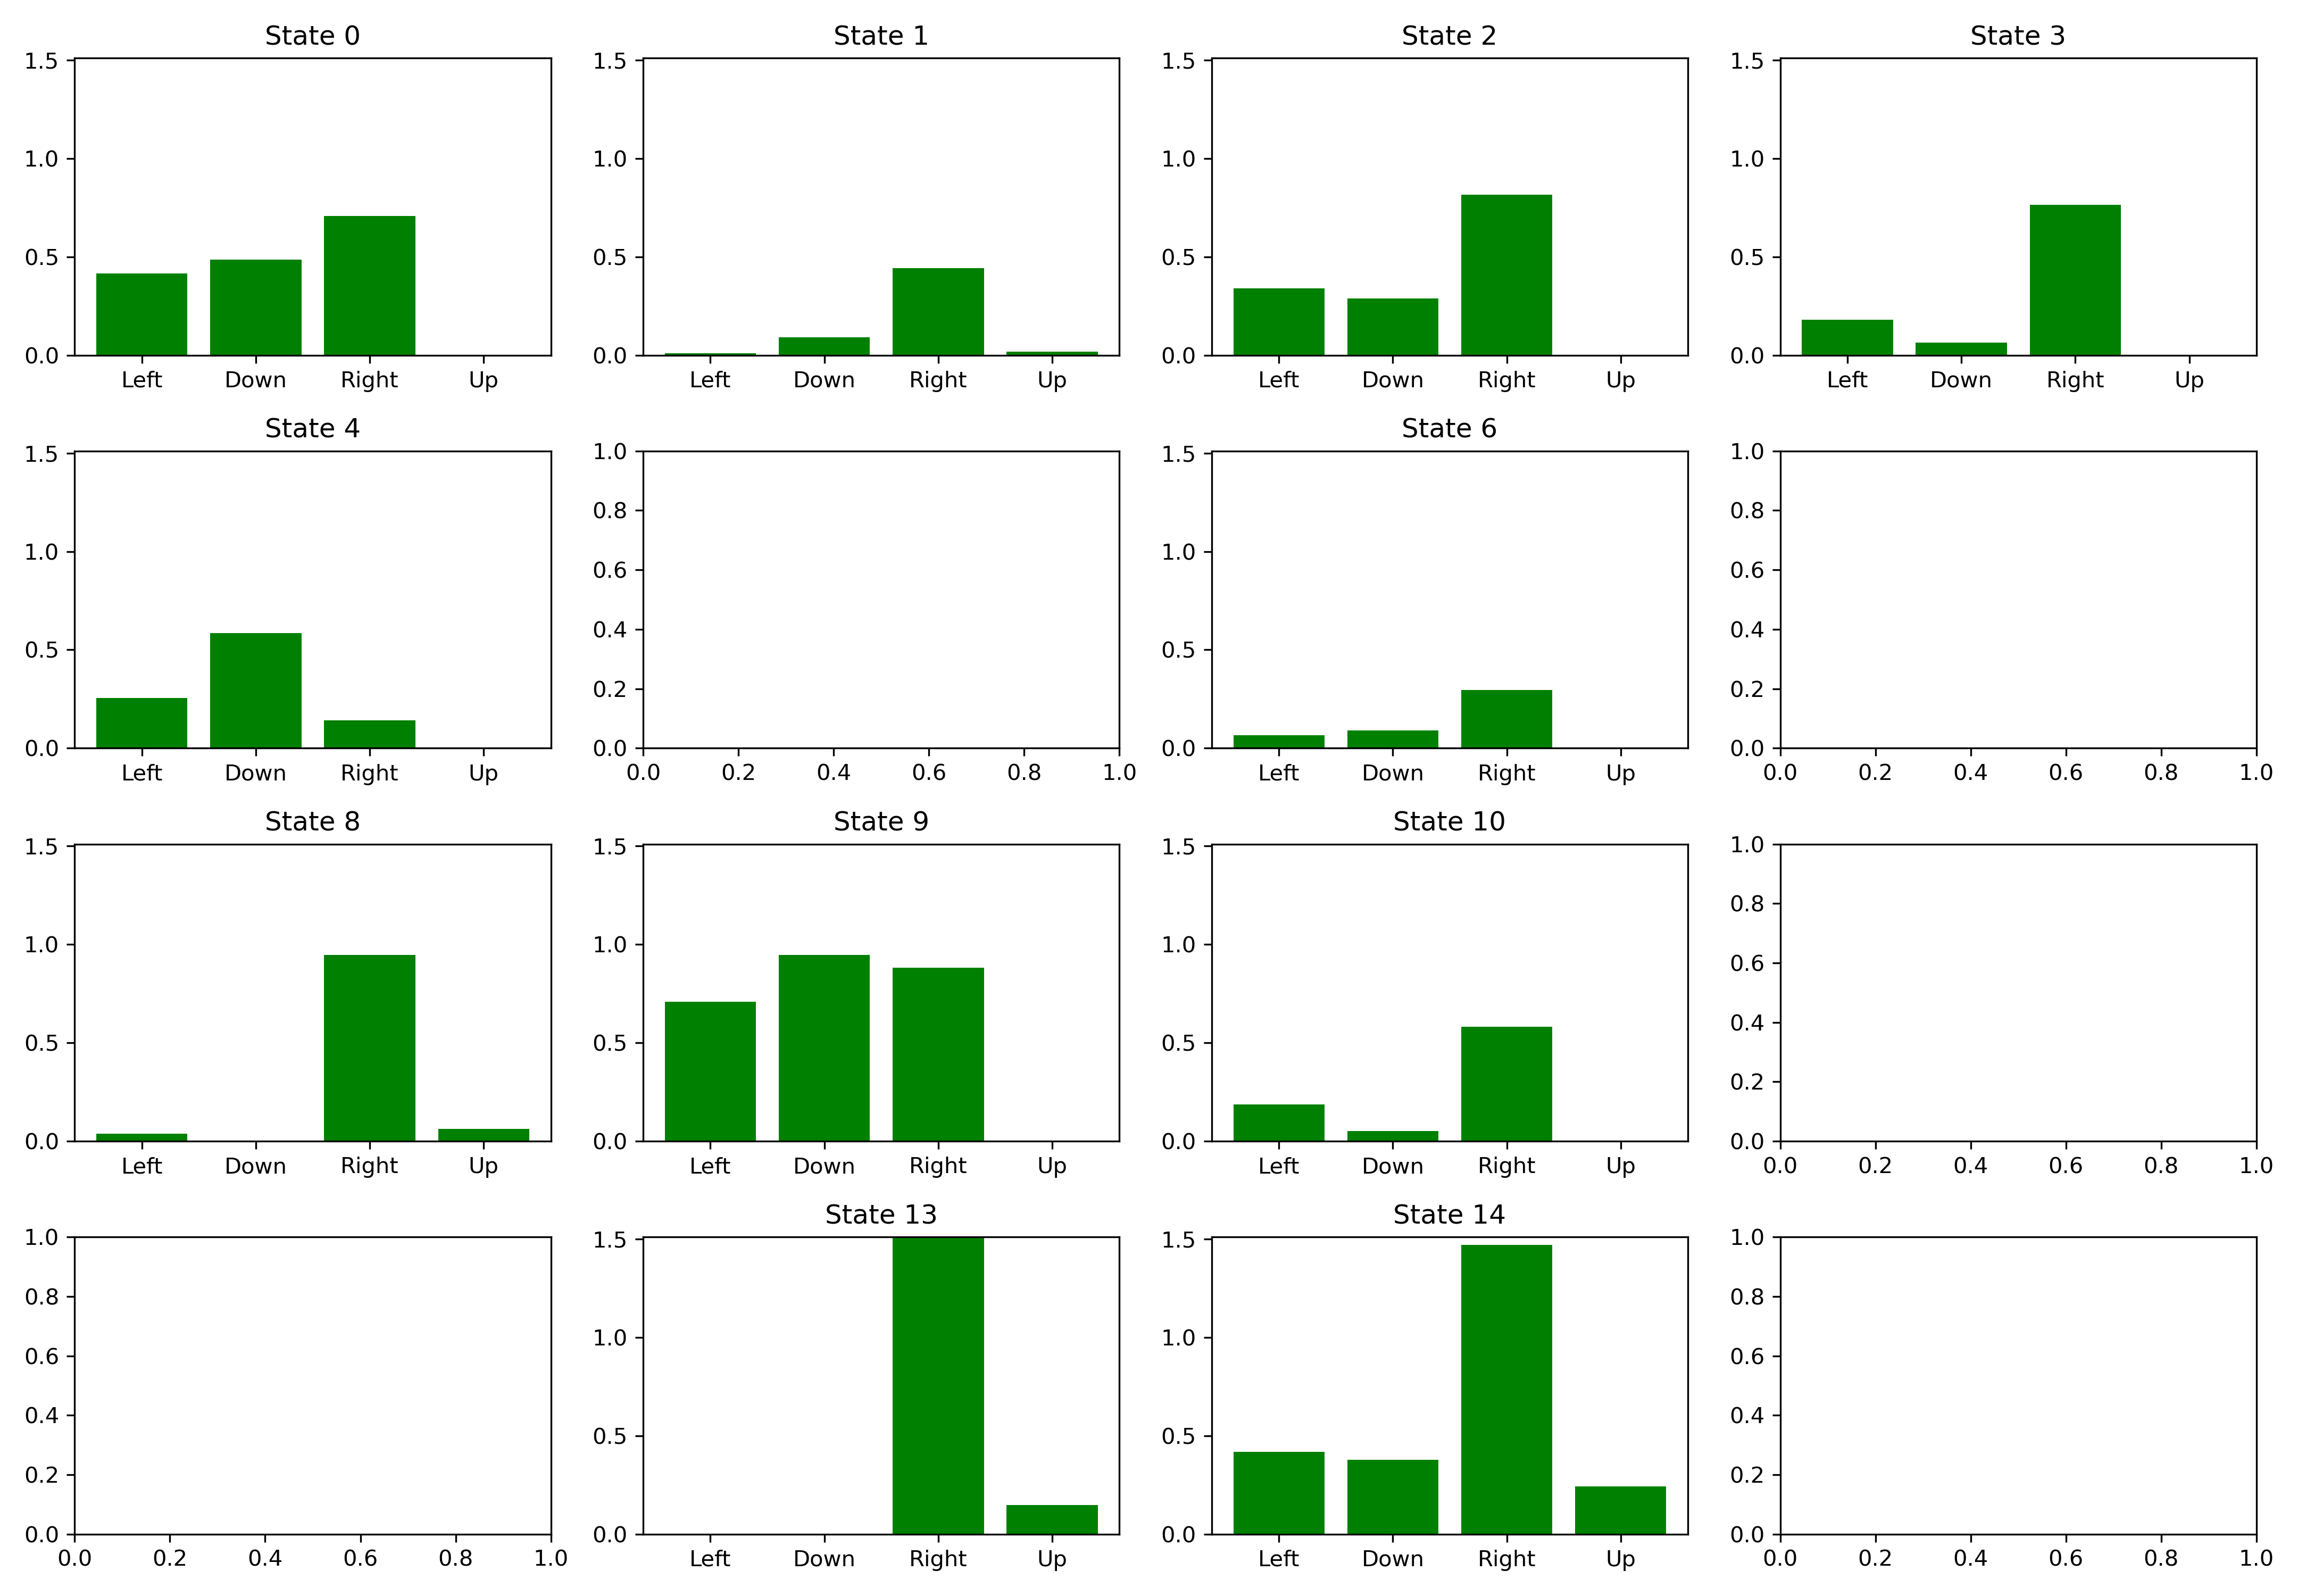 State 0 State 1 State 2 State 3
1.5 1.5 1.5 1.5
1.0 1.0 1.0 1.0
0.5 0.5 0.5 0.5
0.0 0.0 0.0 0.0
Left Down Right Up Left Down Right Up Left Down Right Up Left Down Right Up
State 4 State 6
1.5 1.0 1.5 1.0
0.8 0.8
1.0 0.6 1.0 0.6
0.5 0.4 0.5 0.4
0.2 0.2
0.0 0.0 0.0 0.0
Left Down Right Up 0.0 0.2 0.4 0.6 0.8 1.0 Left Down Right Up 0.0 0.2 0.4 0.6 0.8 1.0
State 8 State 9 State 10
1.5 1.5 1.5 1.0
0.8
1.0 1.0 1.0 0.6
0.5 0.5 0.5 0.4
0.2
0.0 0.0 0.0 0.0
Left Down Right Up Left Down Right Up Left Down Right Up 0.0 0.2 0.4 0.6 0.8 1.0
State 13 State 14
1.0 1.5 1.5 1.0
0.8 0.8
0.6 1.0 1.0 0.6
0.4 0.5 0.5 0.4
0.2 0.2
0.0 0.0 0.0 0.0
0.0 0.2 0.4 0.6 0.8 1.0 Left Down Right Up Left Down Right Up 0.0 0.2 0.4 0.6 0.8 1.0